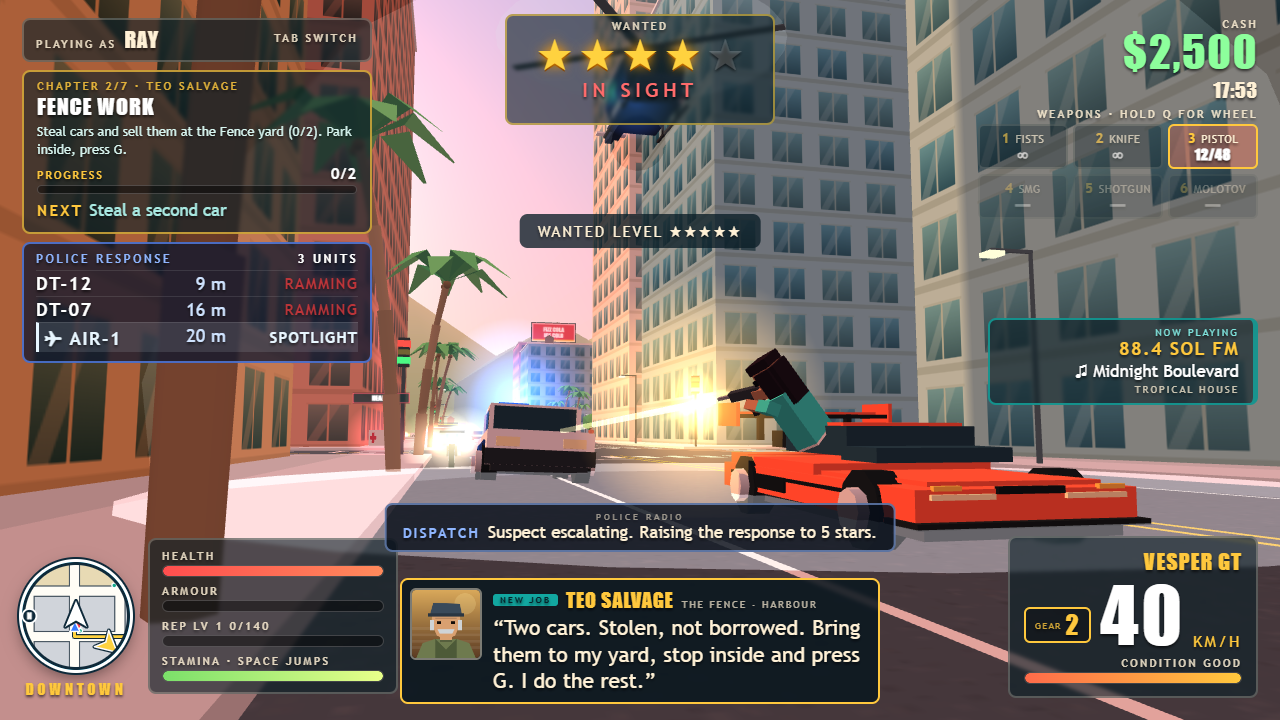 PLAYING AS RAY
TAB SWITCH
CHAPTER 2/7 · TEO SALVAGE
FENCE WORK
Steal cars and sell them at the Fence yard (0/2). Park
inside, press G.
PROGRESS 0/2
NEXT Steal a second car
POLICE RESPONSE 3 UNITS
DT-12 9 m RAMMING
DT-07 16 m RAMMING
AIR-1 20 m SPOTLIGHT
WANTED
IN SIGHT
WANTED LEVEL ★★★★★
CASH
$2,500
17:53
WEAPONS · HOLD Q FOR WHEEL
1 FISTS
∞
2 KNIFE
∞
3 PISTOL
12/48
4 SMG
—
5 SHOTGUN
—
6 MOLOTOV
—
NOW PLAYING
88.4 SOL FM
♫ Midnight Boulevard
TROPICAL HOUSE
POLICE RADIO
DISPATCH Suspect escalating. Raising the response to 5 stars.
NEW JOB TEO SALVAGE THE FENCE · HARBOUR
“Two cars. Stolen, not borrowed. Bring
them to my yard, stop inside and press
G. I do the rest.”
HEALTH
ARMOUR
REP LV 1 0/140
STAMINA · SPACE JUMPS
DOWNTOWN
VESPER GT
GEAR 2
40 KM/H
CONDITION GOOD